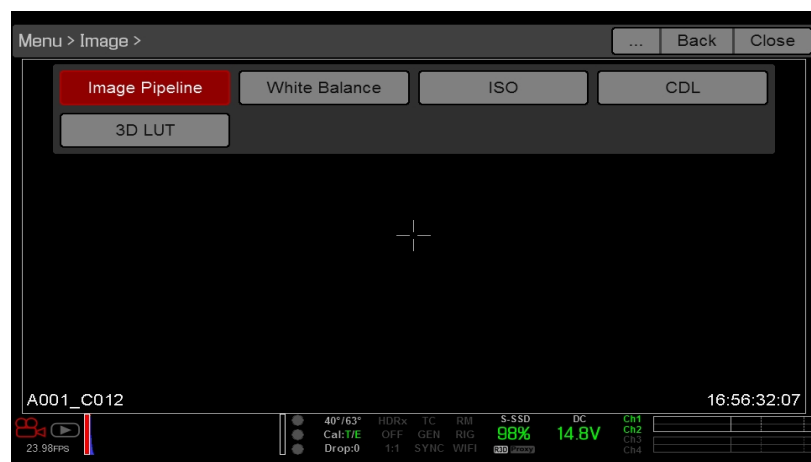 Menu > Image >
... Back Close
Image Pipeline White Balance ISO CDL
3D LUT
A001_C012 16:56:32:07
40°/63° HDRx TC RM S-SSD DC Ch1
Cal:T/E OFF GEN RIG 98% 14.8V Ch2
Ch3
23.98FPS Drop:0 1:1 SYNC WIFI R3D Ch4